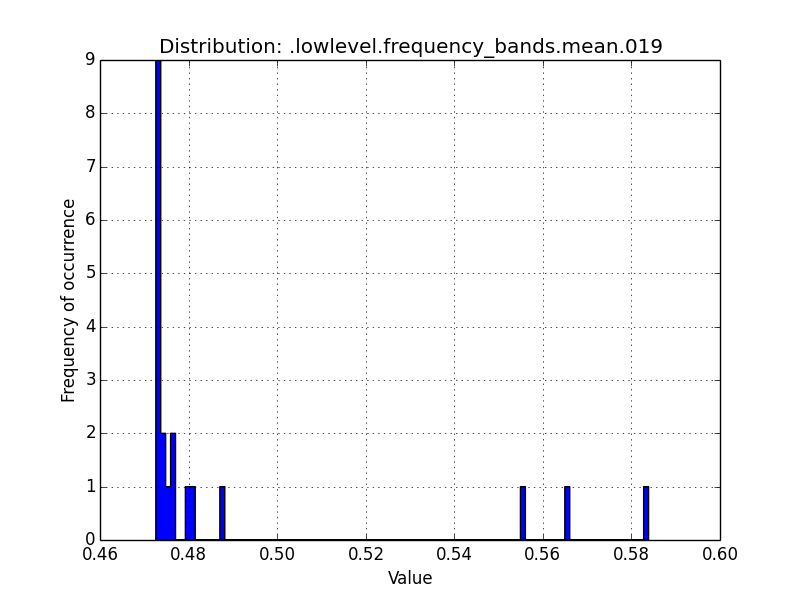 Distribution: .lowlevel.frequency_bands.mean.019
9
8
7
6
5
4
3
2
1
0
Frequency of occurrence
0.46 0.48 0.50 0.52 0.54 0.56 0.58 0.60
Value